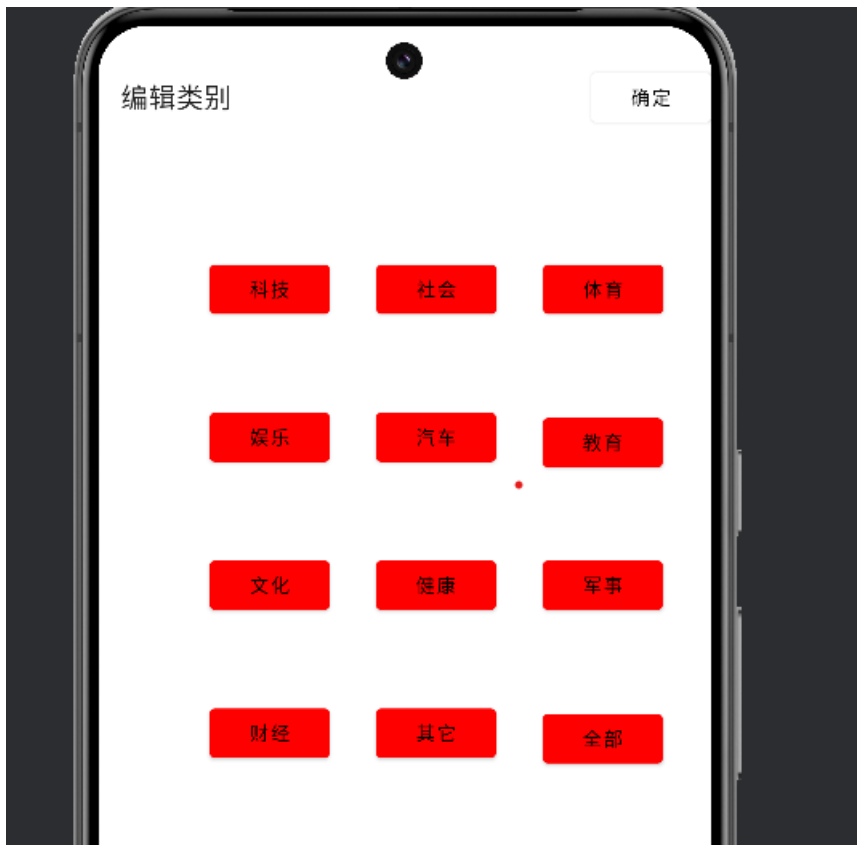 编辑类别
确定
科技 社会 体育
娱乐 汽车 教育
文化 健康 军事
财经 其它 全部